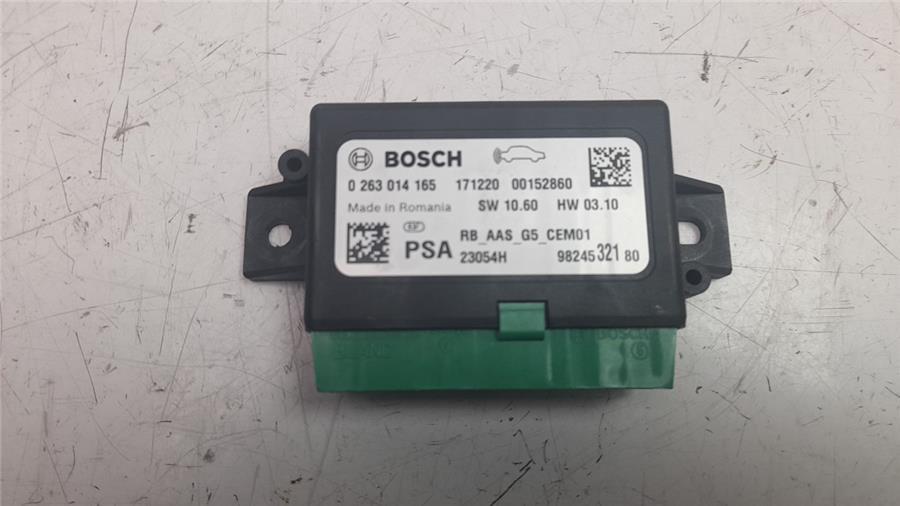 BOSCH
0 263 014 165 171220 00152860
Made in Romania SW 10.60 HW 03.10
RB_AAS_G5_CEM01
PSA 23054H 98245 321 80
BOSCH